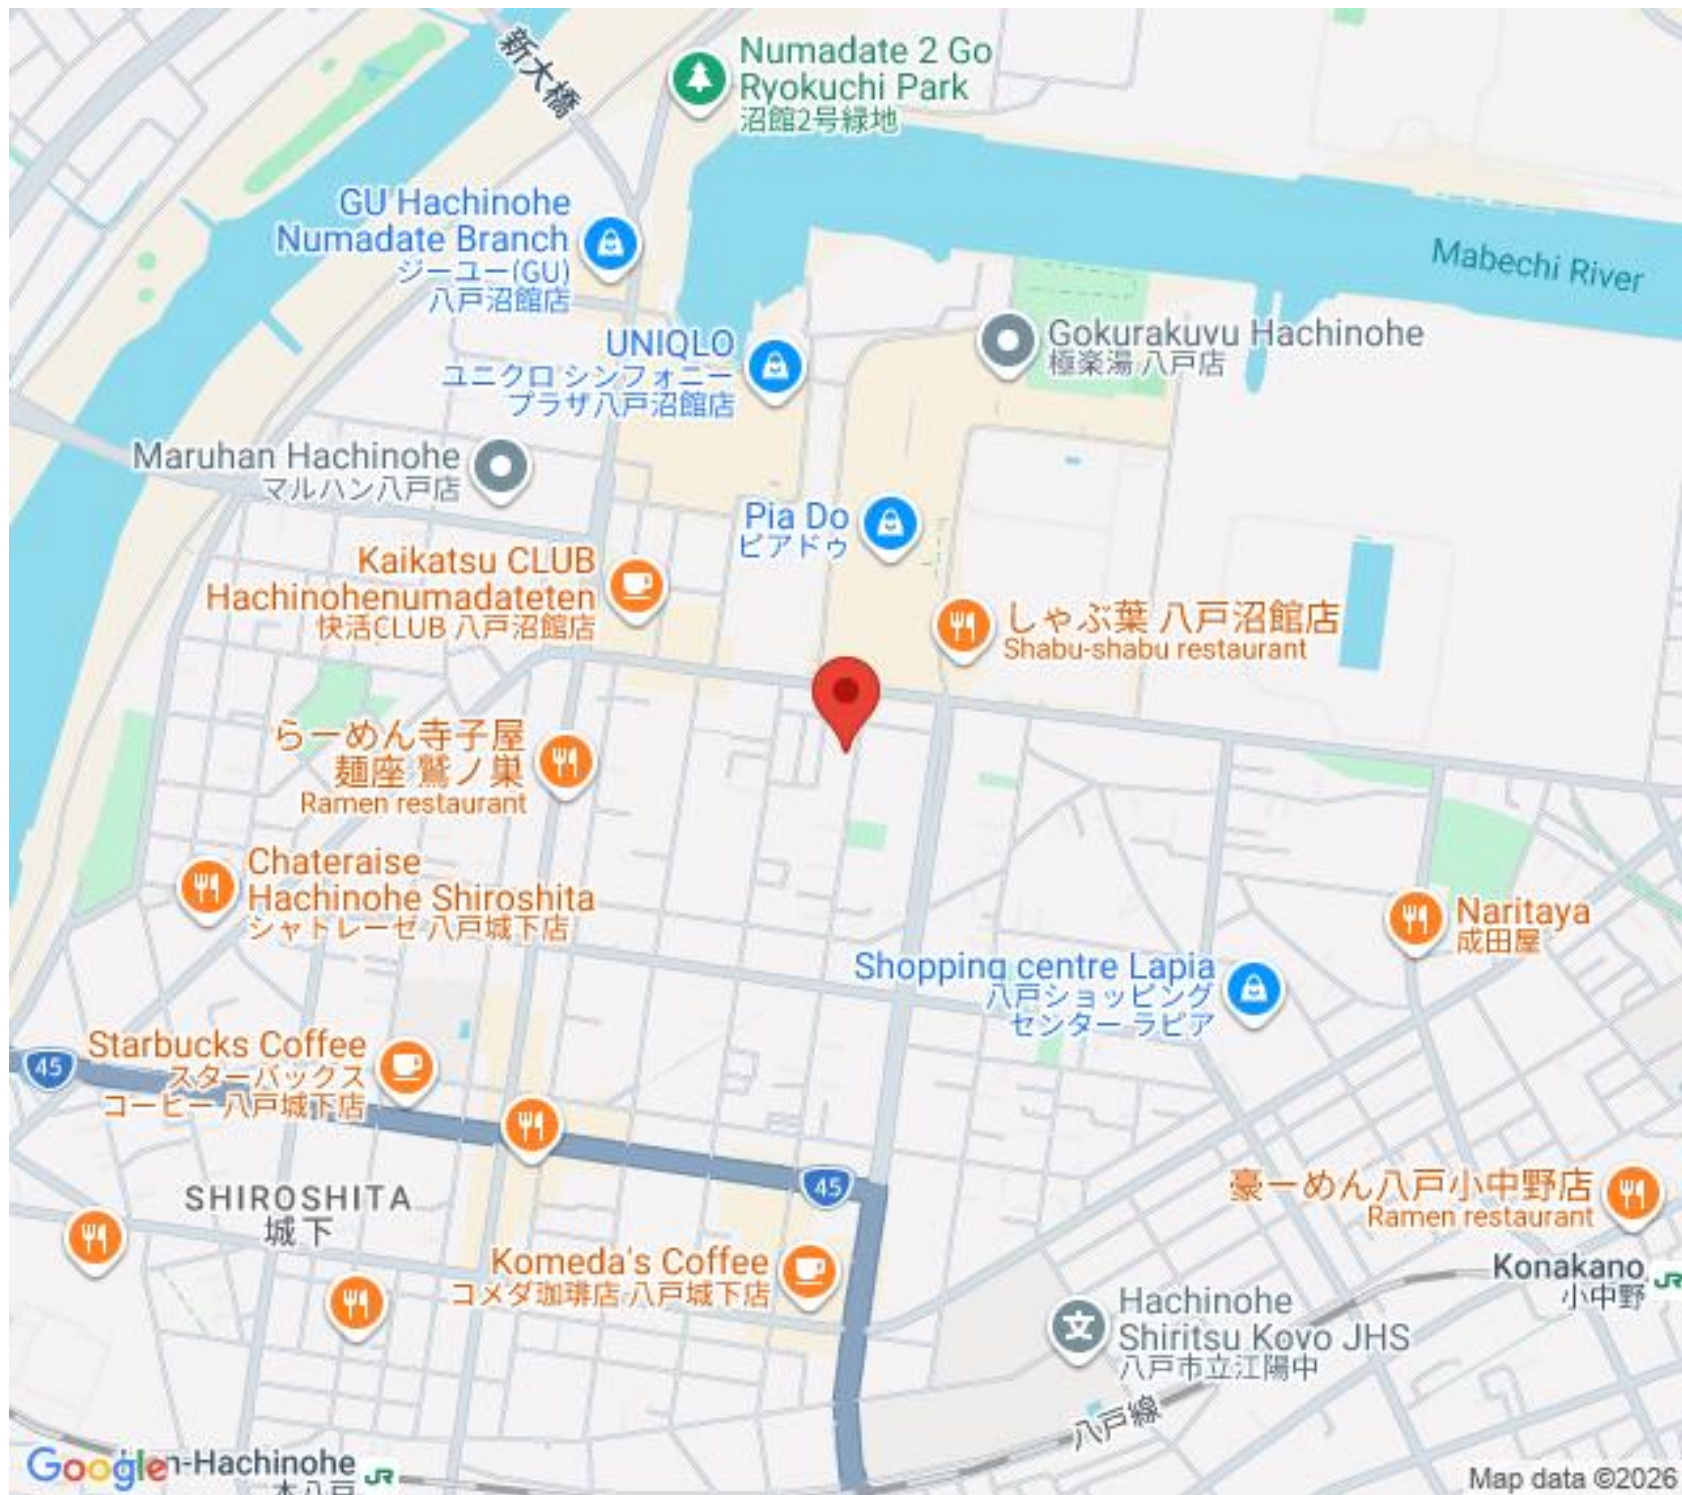 新大橋
Numadate 2 Go
Ryokuchi Park
沼館2号緑地
GU Hachinohe
Numadate Branch
ジーユー(GU)
八戸沼館店
Mabechi River
UNIQLO
ユニクロ シンフォニー
プラザ八戸沼館店
Gokurakuyu Hachinohe
極楽湯 八戸店
Maruhan Hachinohe
マルハン八戸店
Pia Do
ピアドゥ
Kaikatsu CLUB
Hachinohenumadateten
快活CLUB 八戸沼館店
しゃぶ葉 八戸沼館店
Shabu-shabu restaurant
らーめん寺子屋
麺座 鷲ノ巣
Ramen restaurant
Chateraise
Hachinohe Shiroshita
シャトレーゼ 八戸城下店
Naritaya
成田屋
Shopping centre Lapia
八戸ショッピング
センター ラピア
Starbucks Coffee
スターバックス
コーヒー 八戸城下店
45
45
SHIROSHITA
城下
豪ーめん八戸小中野店
Ramen restaurant
Komeda's Coffee
コメダ珈琲店 八戸城下店
Konakano
小中野
JR
Hachinohe
Shiritsu Koyo JHS
八戸市立江陽中
八戸線
Google
n-Hachinohe
JR
Map data ©2026